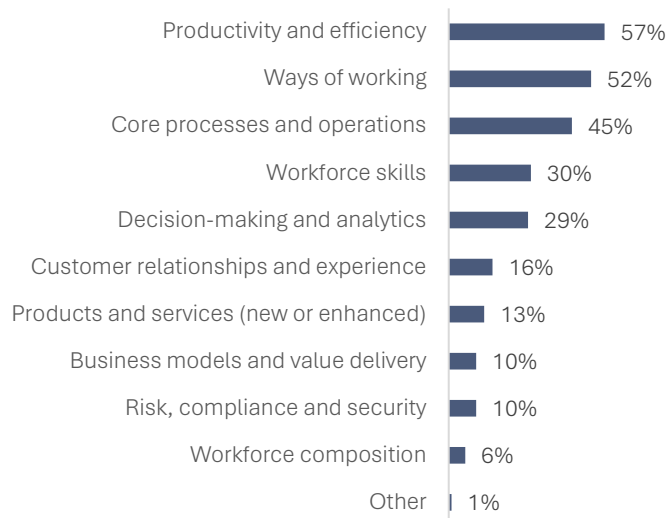 Productivity and efficiency 57%
Ways of working 52%
Core processes and operations 45%
Workforce skills 30%
Decision-making and analytics 29%
Customer relationships and experience 16%
Products and services (new or enhanced) 13%
Business models and value delivery 10%
Risk, compliance and security 10%
Workforce composition 6%
Other 1%